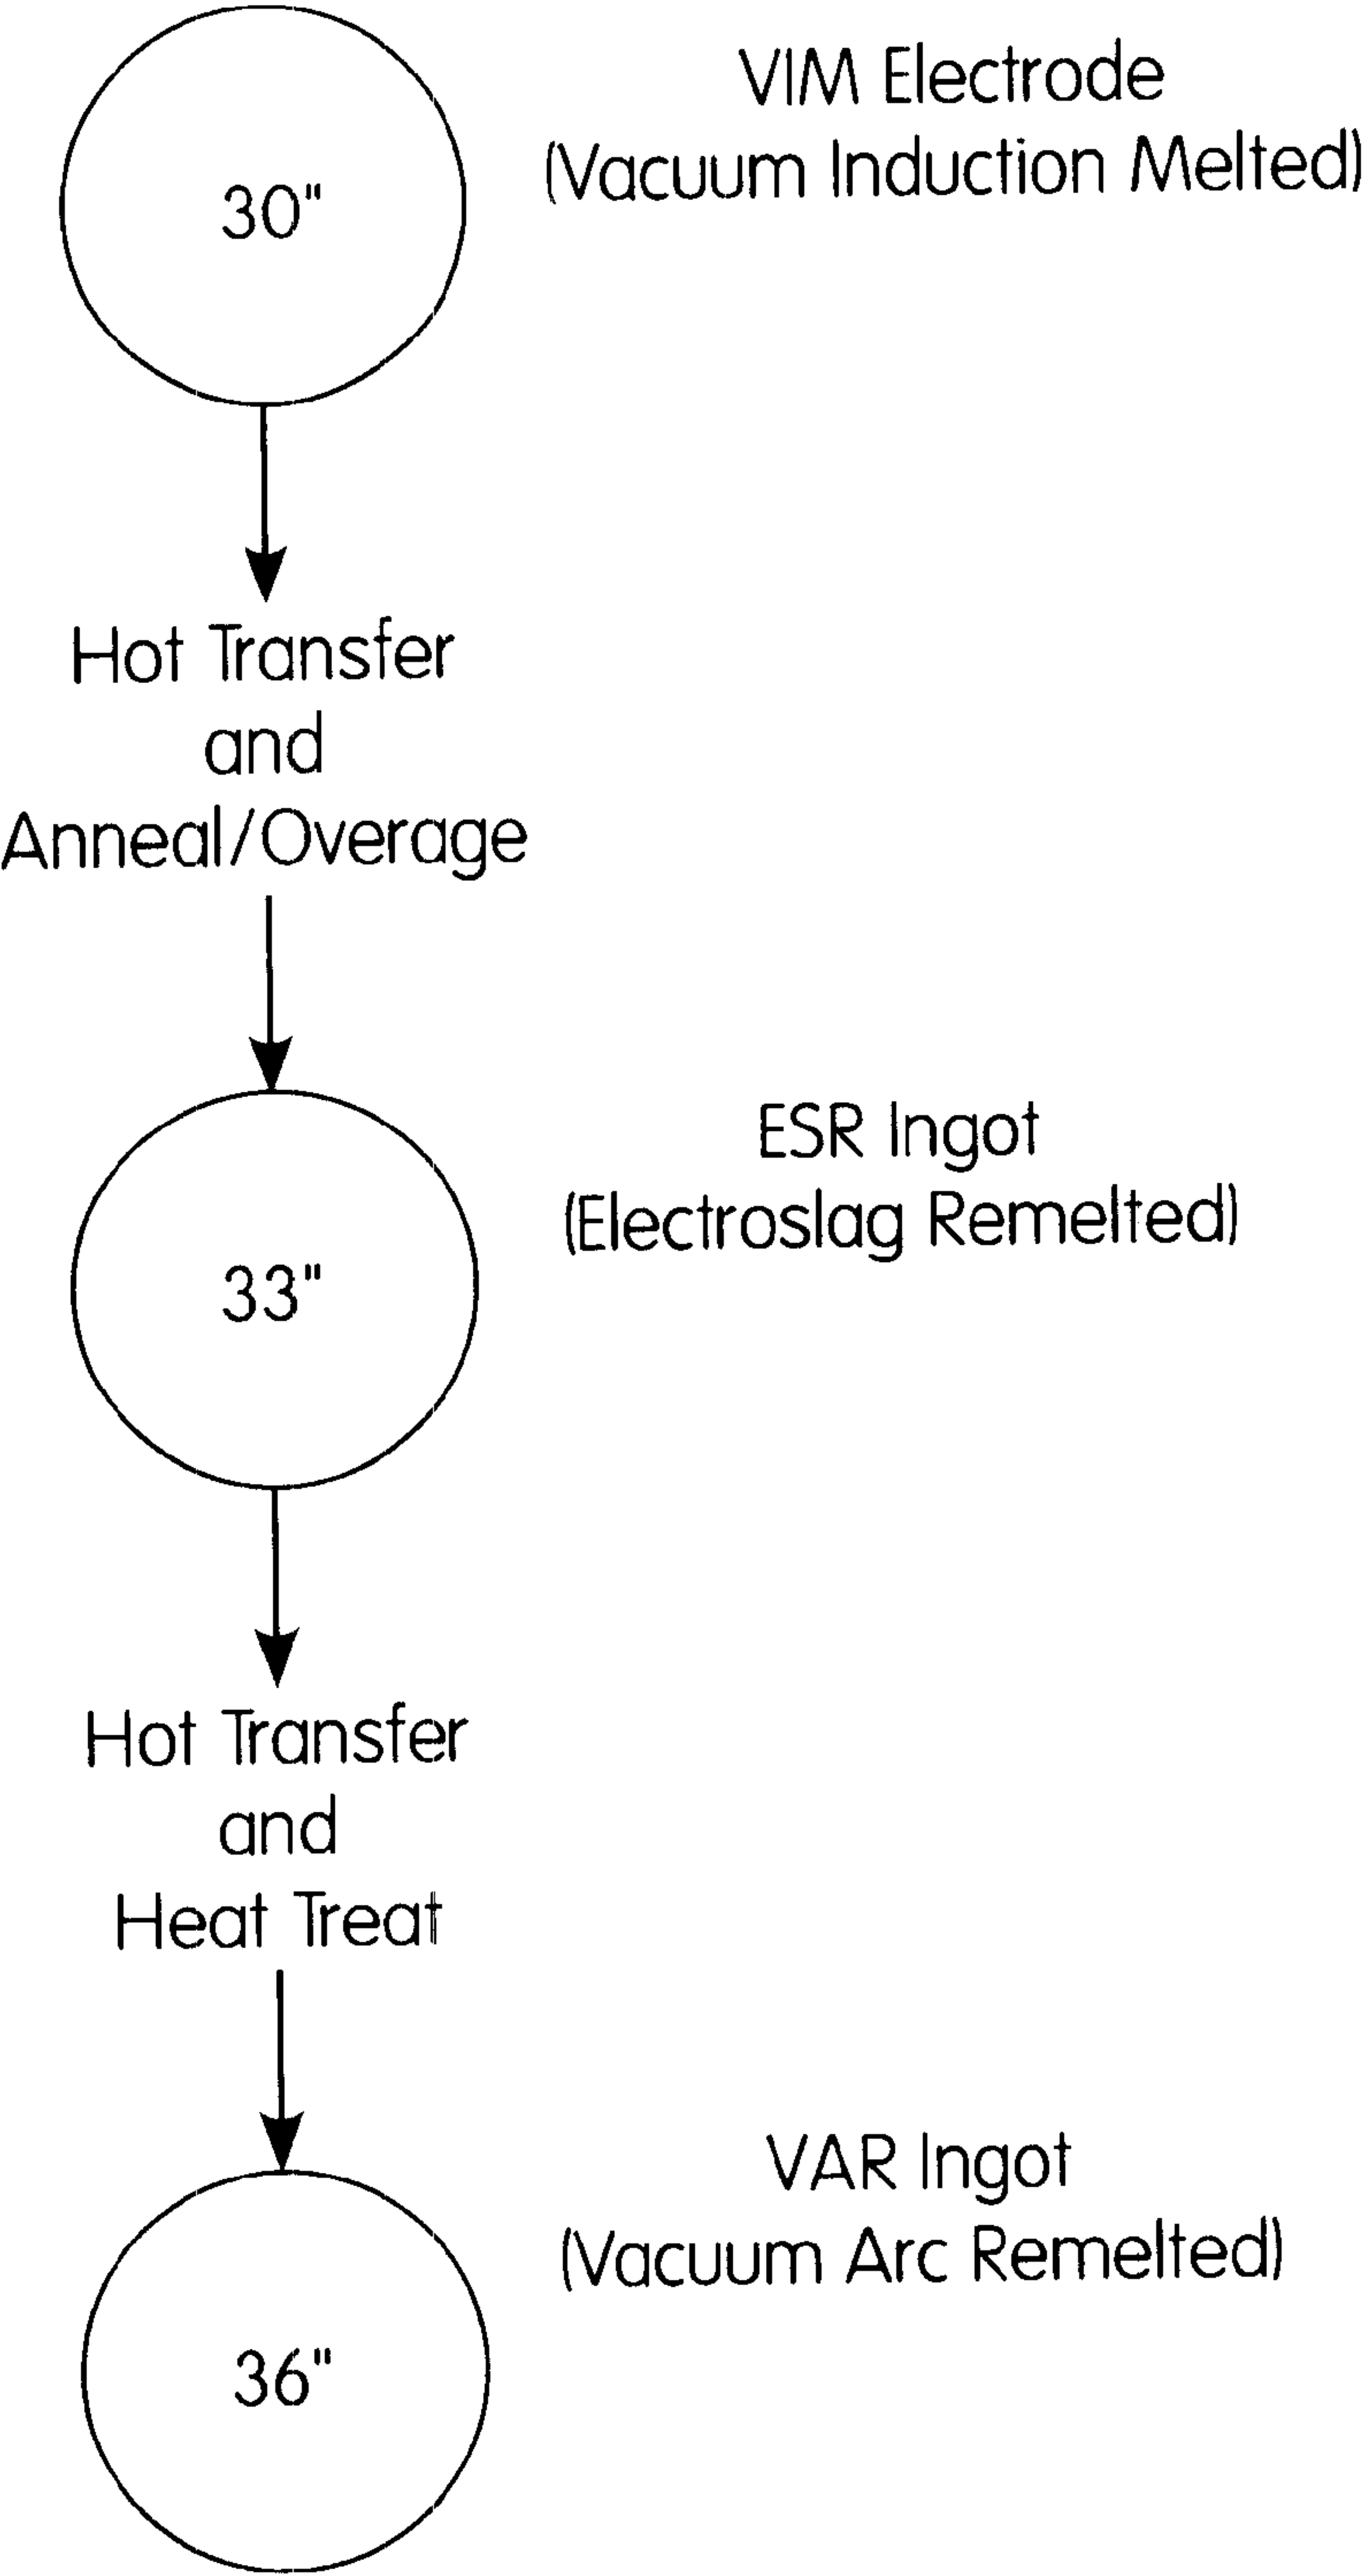 VIM Electrode
(Vacuum Induction Melted)
30"
Hot Transfer
and
Anneal/Overage
ESR Ingot
(Electroslag Remelted)
33"
Hot Transfer
and
Heat Treat
VAR Ingot
(Vacuum Arc Remelted)
36"